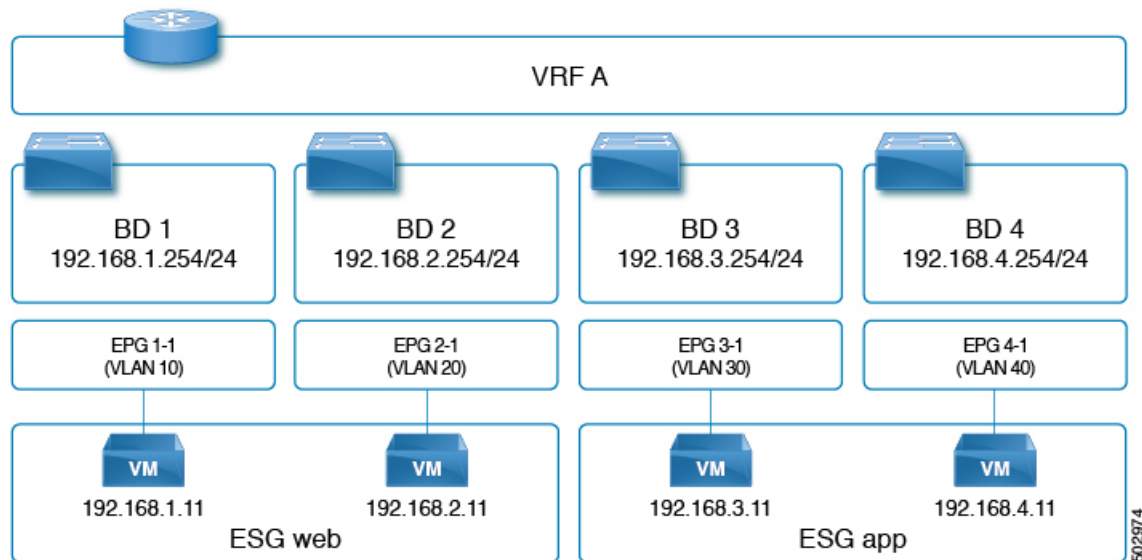 VRF A
BD 1
192.168.1.254/24
BD 2
192.168.2.254/24
BD 3
192.168.3.254/24
BD 4
192.168.4.254/24
EPG 1-1
(VLAN 10)
EPG 2-1
(VLAN 20)
EPG 3-1
(VLAN 30)
EPG 4-1
(VLAN 40)
VM
192.168.1.11
VM
192.168.2.11
ESG web
VM
192.168.3.11
VM
192.168.4.11
ESG app